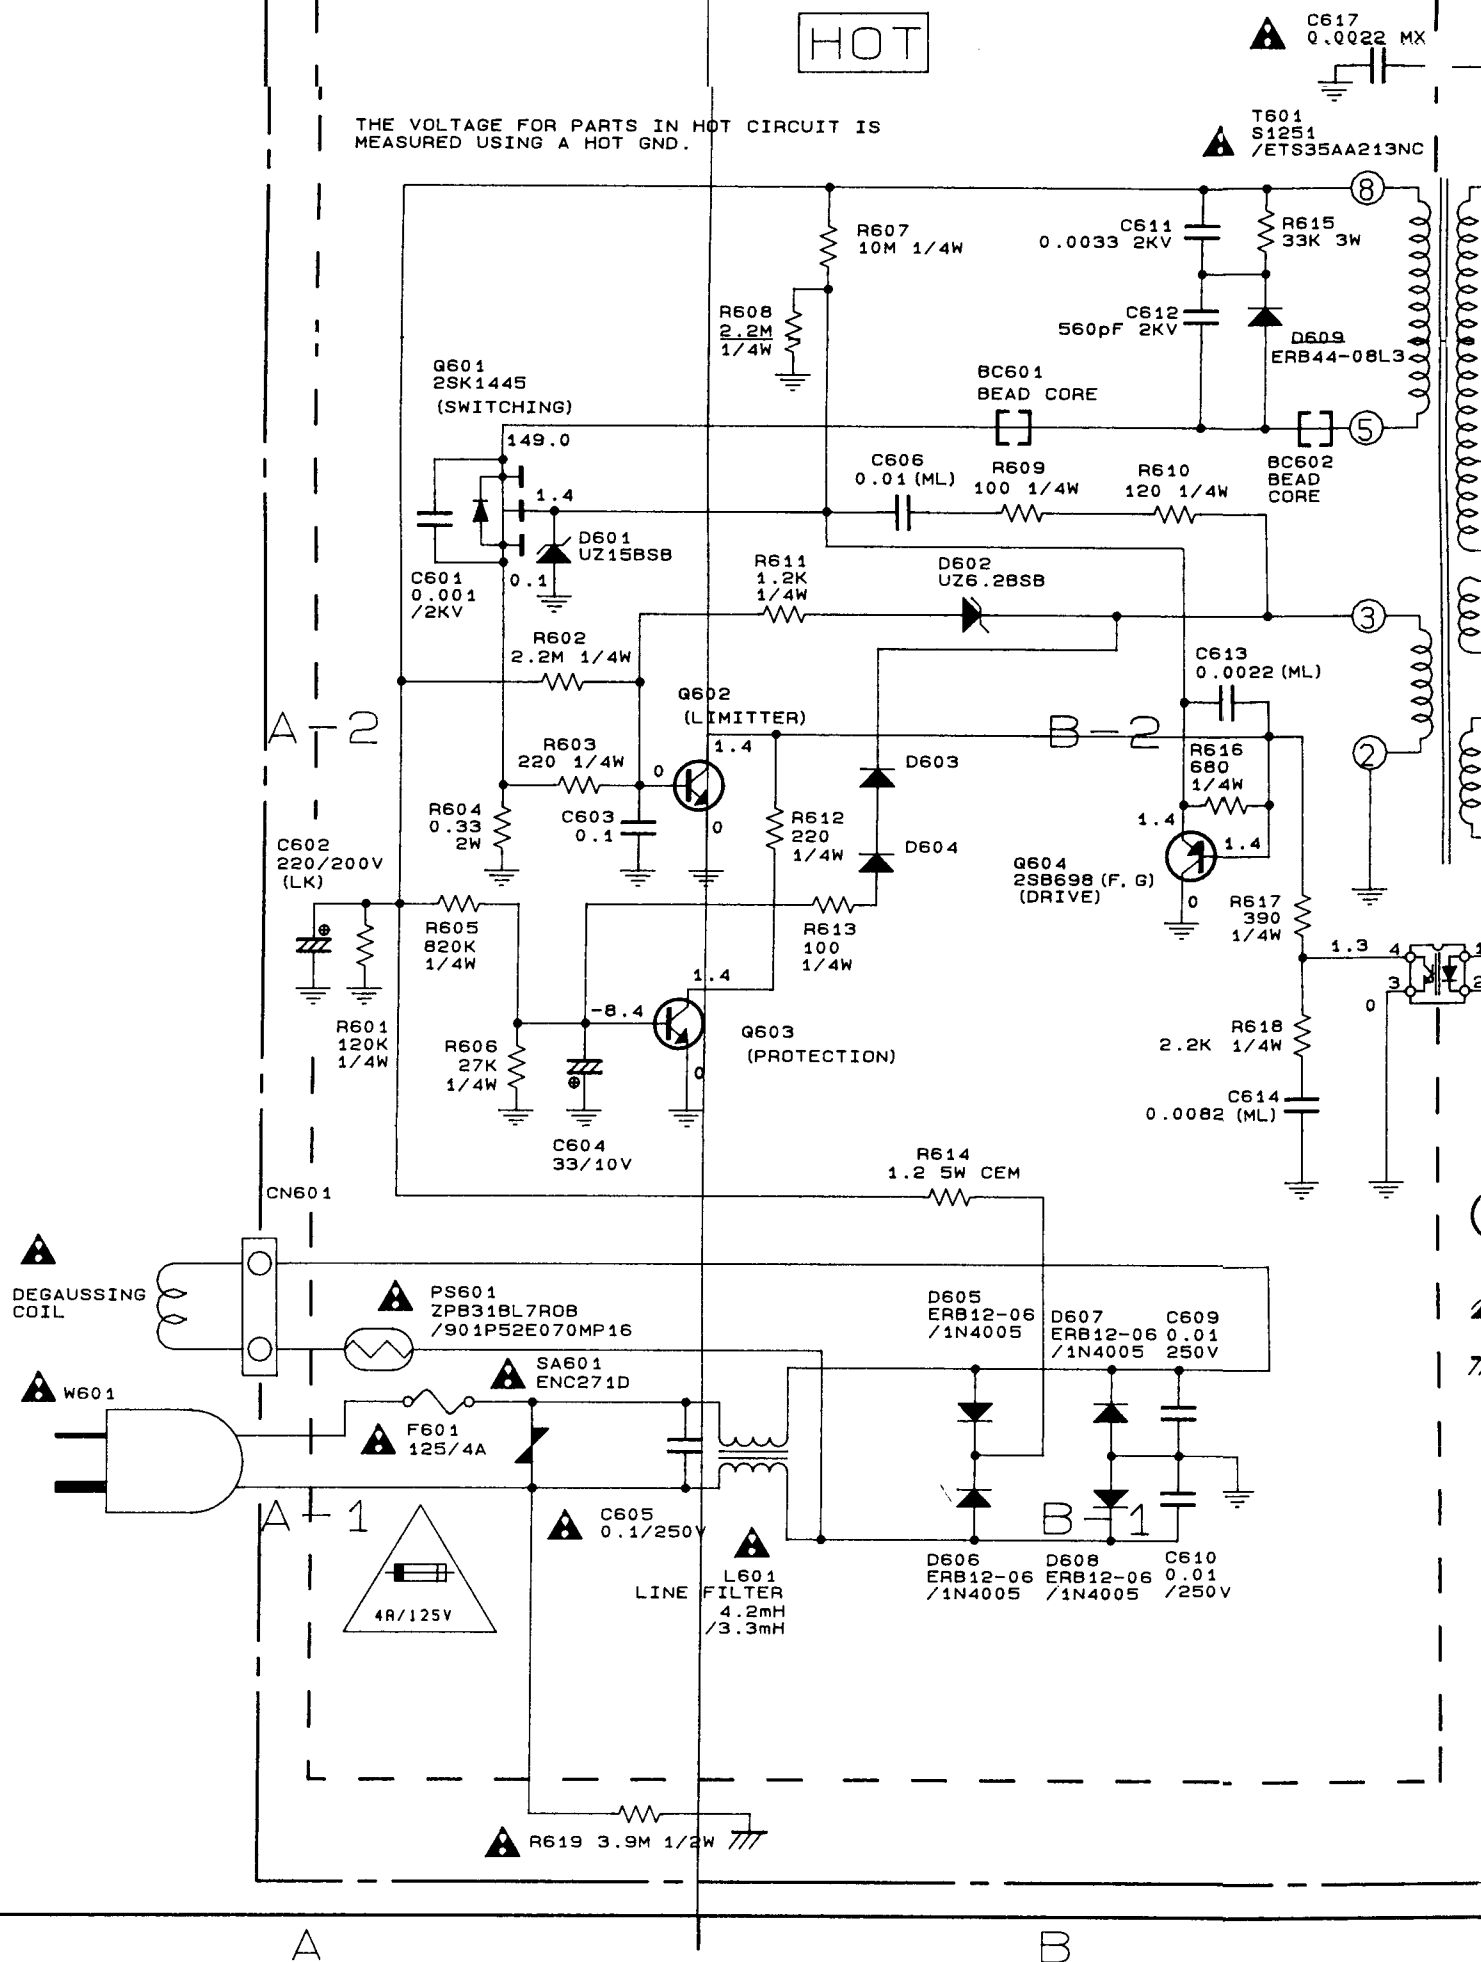 HOT
C617
0.0022 MX
THE VOLTAGE FOR PARTS IN HOT CIRCUIT IS
MEASURED USING A HOT GND.
T601
S1251
/ETS35AA213NC
8
R607
10M 1/4W
C611
0.0033 2KV
R615
33K 3W
R608
2.2M
1/4W
C612
560pF 2KV
D609
ERB44-08L3
Q601
2SK1445
(SWITCHING)
BC601
BEAD CORE
149.0
5
C606
0.01(ML)
R609
100 1/4W
R610
120 1/4W
BC602
BEAD
CORE
1.4
D601
UZ15BSB
C601
0.001
/2KV
0.1
R611
1.2K
1/4W
D602
UZ6.2BSB
3
R602
2.2M 1/4W
C613
0.0022(ML)
Q602
(LIMITTER)
A-2
B-2
1.4
R603
220 1/4W
0
D603
R616
680
1/4W
2
R604
0.33
2W
C603
0.1
0
R612
220
1/4W
D604
1.4
1.4
C602
220/200V
(LK)
Q604
2SB698(F,G)
(DRIVE)
0
R605
820K
1/4W
R613
100
1/4W
R617
390
1/4W
1.3
4
1
3
2
0
1.4
-8.4
Q603
(PROTECTION)
0
R601
120K
1/4W
R606
27K
1/4W
R618
2.2K 1/4W
C604
33/10V
C614
0.0082(ML)
R614
1.2 5W CEM
CN601
DEGAUSSING
COIL
PS601
ZPB31BL7R0B
/901P52E070MP16
D605
ERB12-06
/1N4005
D607
ERB12-06
/1N4005
C609
0.01
250V
SA601
ENC271D
W601
F601
125/4A
A-1
B-1
C605
0.1/250V
4A/125V
L601
LINE FILTER
4.2mH
/3.3mH
D606
ERB12-06
/1N4005
D608
ERB12-06
/1N4005
C610
0.01
/250V
R619 3.9M 1/2W
A
B